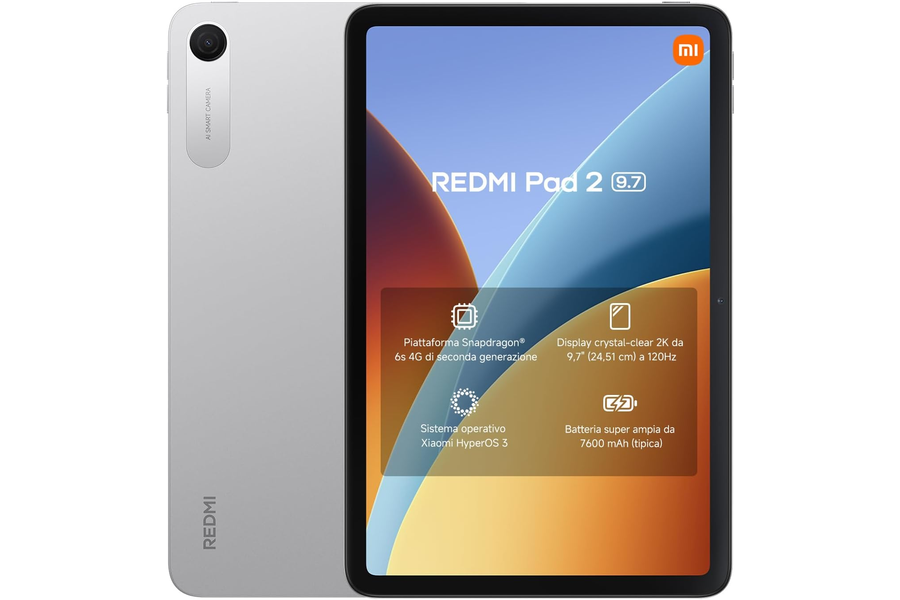 AI SMART CAMERA
REDMI
mi
REDMI Pad 2 9.7
Piattaforma Snapdragon®
6s 4G di seconda generazione
Display crystal-clear 2K da
9,7" (24,51 cm) a 120Hz
Sistema operativo
Xiaomi HyperOS 3
Batteria super ampia da
7600 mAh (tipica)